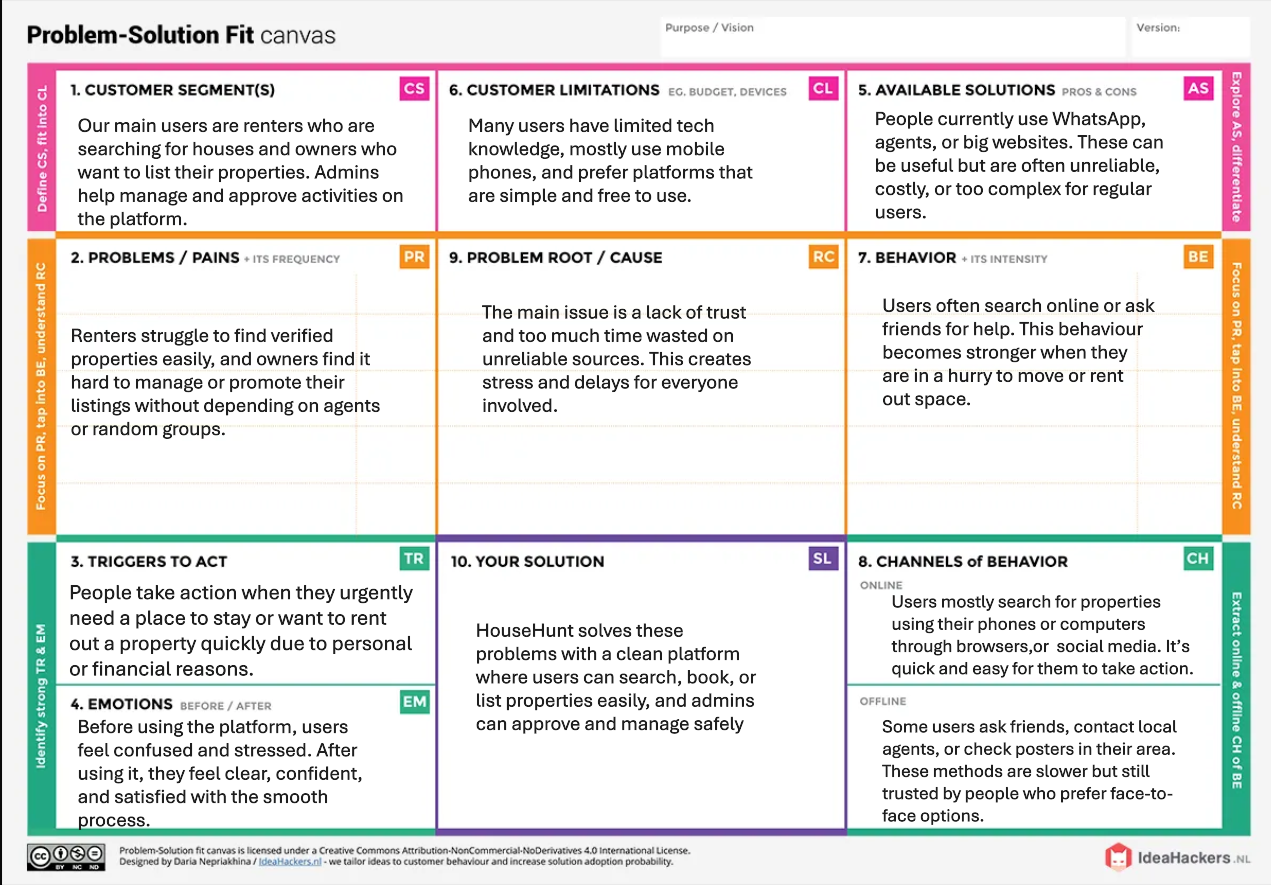 Problem-Solution Fit canvas
Purpose / Vision
Version:
Define CS, fit into CL
1. CUSTOMER SEGMENT(S)
CS
Our main users are renters who are
searching for houses and owners who
want to list their properties. Admins
help manage and approve activities on
the platform.
6. CUSTOMER LIMITATIONS EG. BUDGET, DEVICES
CL
Many users have limited tech
knowledge, mostly use mobile
phones, and prefer platforms that
are simple and free to use.
5. AVAILABLE SOLUTIONS PROS & CONS
AS
People currently use WhatsApp,
agents, or big websites. These can
be useful but are often unreliable,
costly, or too complex for regular
users.
Explore AS, differentiate
Focus on PR, tap into BE, understand RC
2. PROBLEMS / PAINS + ITS FREQUENCY
PR
Renters struggle to find verified
properties easily, and owners find it
hard to manage or promote their
listings without depending on agents
or random groups.
9. PROBLEM ROOT / CAUSE
RC
The main issue is a lack of trust
and too much time wasted on
unreliable sources. This creates
stress and delays for everyone
involved.
7. BEHAVIOR + ITS INTENSITY
BE
Users often search online or ask
friends for help. This behaviour
becomes stronger when they
are in a hurry to move or rent
out space.
Focus on PR, tap into BE, understand RC
Identify strong TR & EM
3. TRIGGERS TO ACT
TR
People take action when they urgently
need a place to stay or want to rent
out a property quickly due to personal
or financial reasons.
4. EMOTIONS BEFORE / AFTER
EM
Before using the platform, users
feel confused and stressed. After
using it, they feel clear, confident,
and satisfied with the smooth
process.
10. YOUR SOLUTION
SL
HouseHunt solves these
problems with a clean platform
where users can search, book, or
list properties easily, and admins
can approve and manage safely
8. CHANNELS of BEHAVIOR
CH
ONLINE
Users mostly search for properties
using their phones or computers
through browsers,or social media. It's
quick and easy for them to take action.
OFFLINE
Some users ask friends, contact local
agents, or check posters in their area.
These methods are slower but still
trusted by people who prefer face-to-
face options.
Extract online & offline CH of BE
cc BY NC ND
Problem-Solution fit canvas is licensed under a Creative Commons Attribution-NonCommercial-NoDerivatives 4.0 International License.
Designed by Daria Nepriakhina / IdeaHackers.nl - we tailor ideas to customer behaviour and increase solution adoption probability.
IdeaHackers.NL